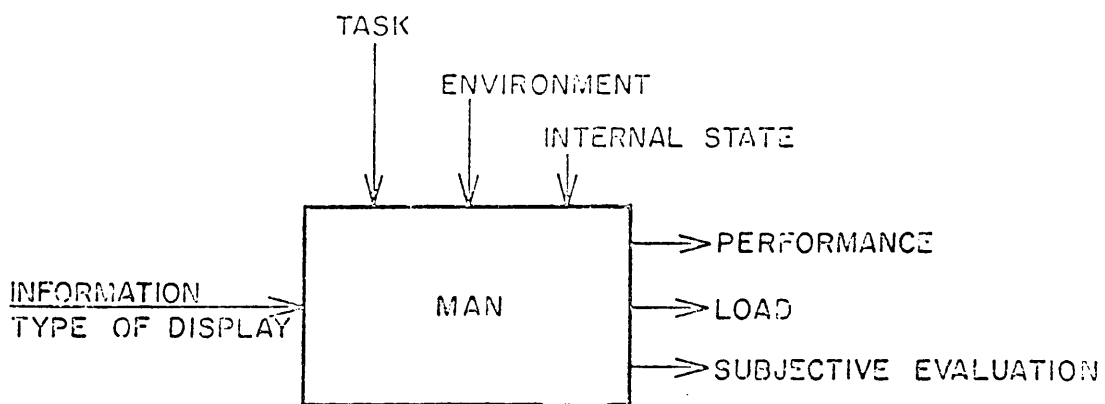 TASK
ENVIRONMENT
INTERNAL STATE
PERFORMANCE
INFORMATION
MAN
LOAD
TYPE OF DISPLAY
SUBJECTIVE EVALUATION